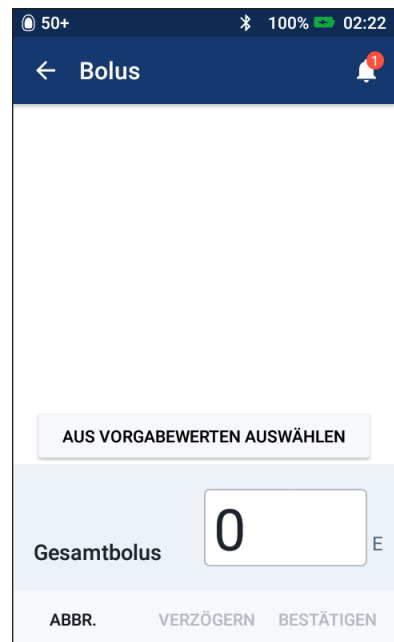 50+ 100% 02:22
Bolus 1
AUS VORGABEWERTEN AUSWÄHLEN
Gesamtbolus 0 E
ABBR. VERZÖGERN BESTÄTIGEN